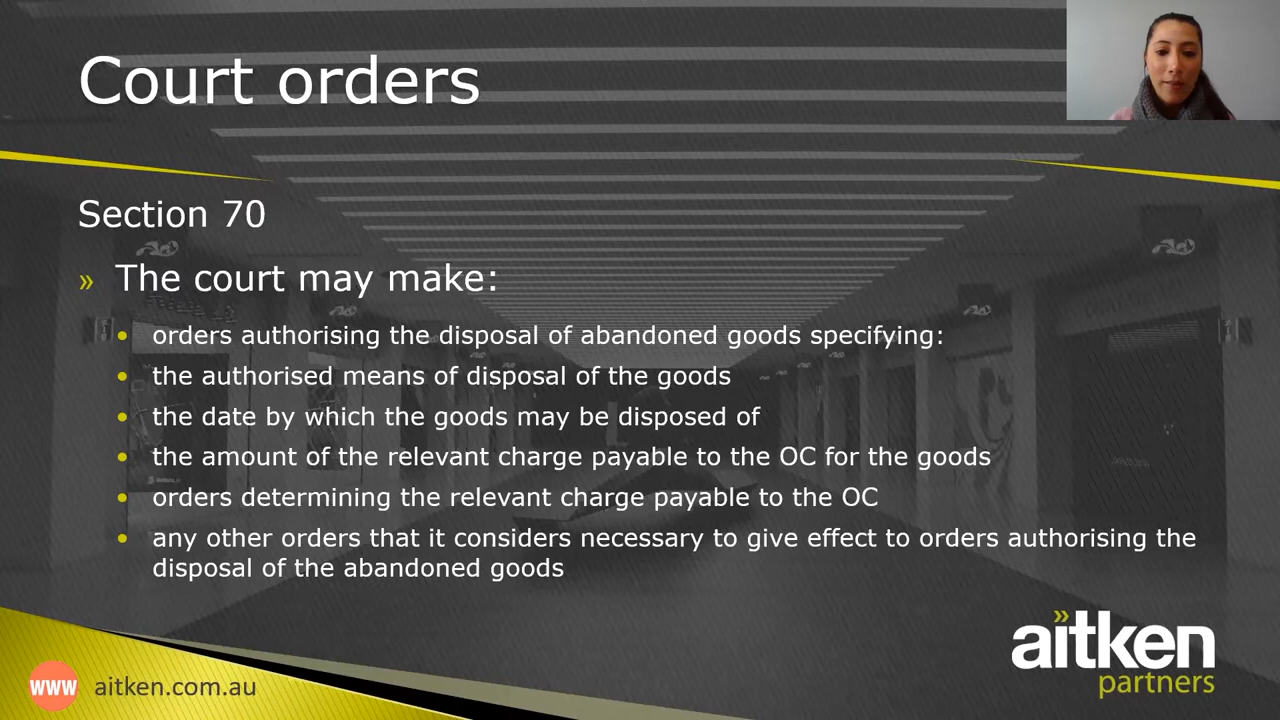 Court orders
Section 70
» The court may make:
• orders authorising the disposal of abandoned goods specifying:
• the authorised means of disposal of the goods
• the date by which the goods may be disposed of
• the amount of the relevant charge payable to the OC for the goods
• orders determining the relevant charge payable to the OC
• any other orders that it considers necessary to give effect to orders authorising the
disposal of the abandoned goods
aitken
partners
WWW aitken.com.au